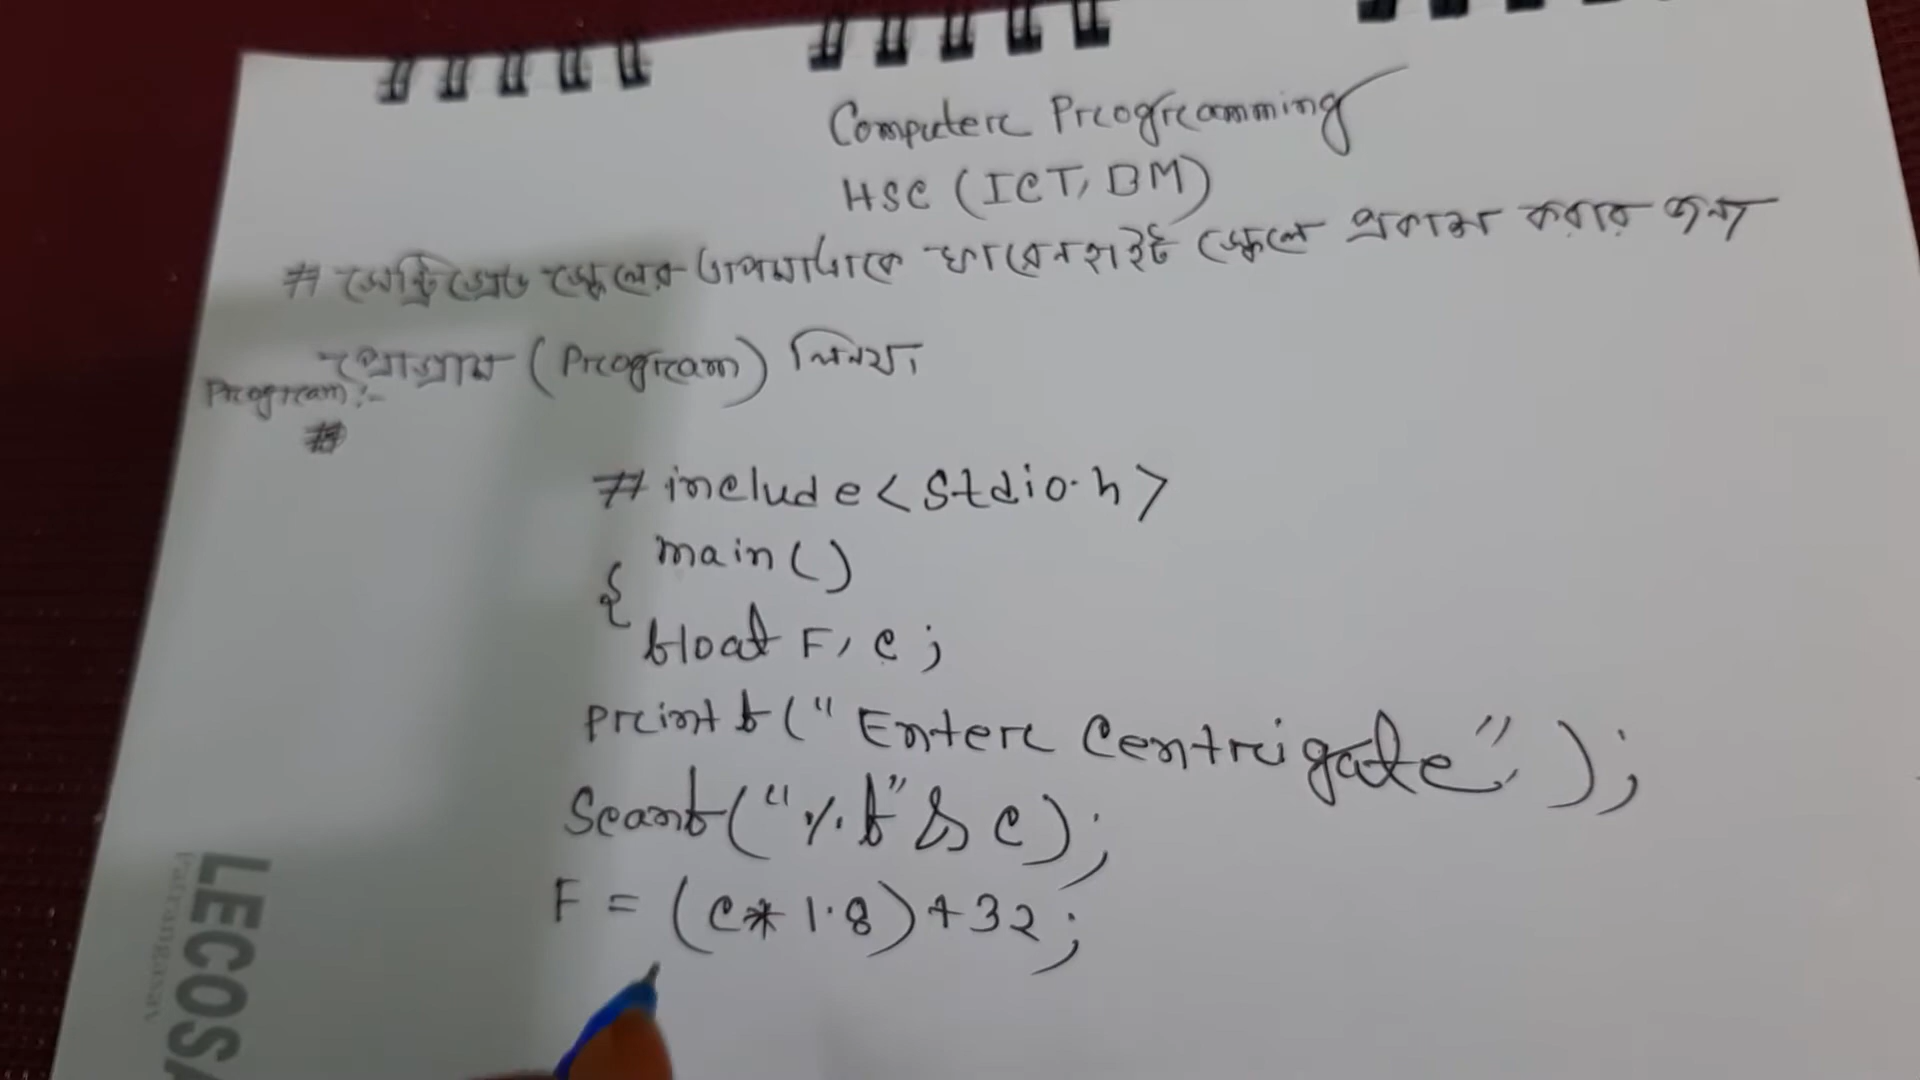 Computer Programming
HSC (ICT, BM)
# সেন্ট্রিগ্রেড স্কেলের তাপমাত্রাকে ফারেনহাইট স্কেলে প্রকাশ করার জন্য
প্রোগ্রাম (Program) লিখ।
Program:-
#include<stdio.h>
main()
{
float F, c;
printf("Enter Centrigate");
Scanf("%f"&c);
F = (c* 1.8)+32;
LECOSA